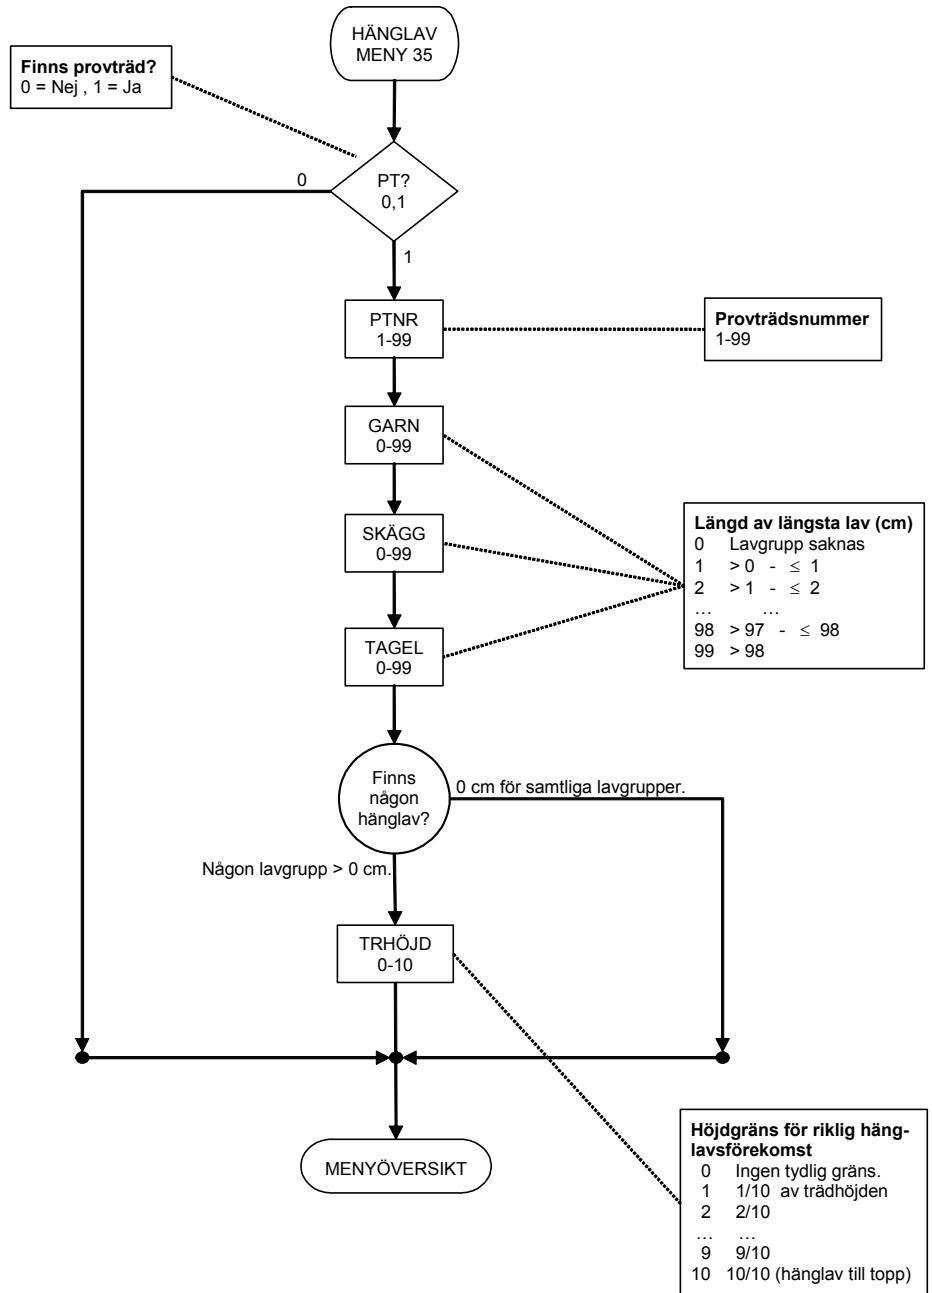 HÄNGLAV
MENY 35
Finns provträd?
0 = Nej , 1 = Ja
PT?
0,1
0
1
PTNR
1-99
Provträdsnummer
1-99
GARN
0-99
SKÄGG
0-99
TAGEL
0-99
Längd av längsta lav (cm)
0 Lavgrupp saknas
1 > 0 - ≤ 1
2 > 1 - ≤ 2
... ...
98 > 97 - ≤ 98
99 > 98
Finns
någon
hänglav?
0 cm för samtliga lavgrupper.
Någon lavgrupp > 0 cm.
TRHÖJD
0-10
MENYÖVERSIKT
Höjdgräns för riklig häng-
lavsförekomst
0 Ingen tydlig gräns.
1 1/10 av trädhöjden
2 2/10
... ...
9 9/10
10 10/10 (hänglav till topp)